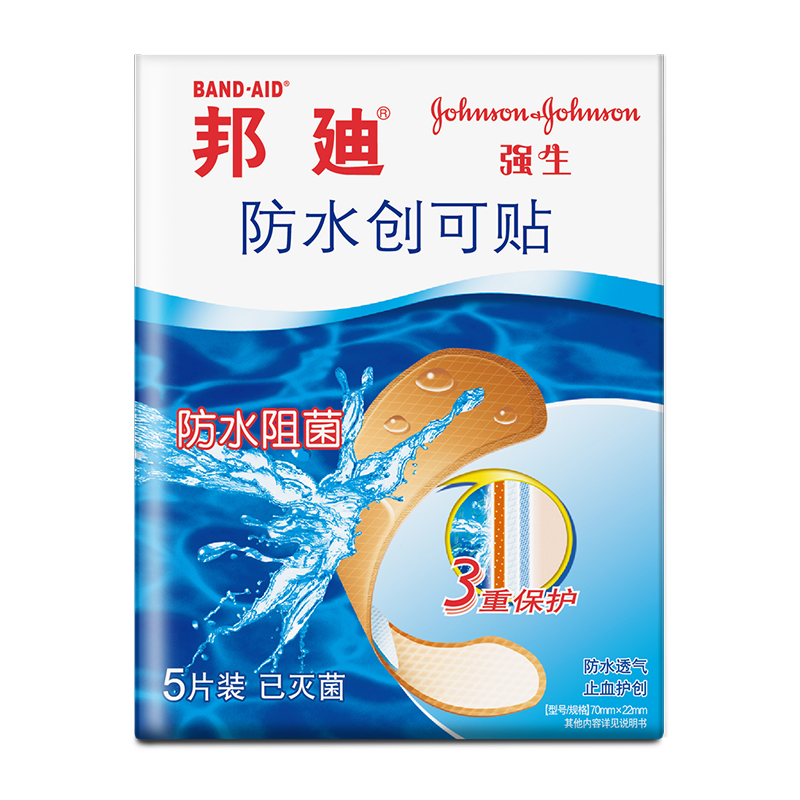 BAND-AID®
邦廸®
Johnson & Johnson
强生
防水创可贴
防水阻菌
3重保护
5片装 已灭菌
防水透气
止血护创
[型号/规格]70mm×22mm
其他内容详见说明书